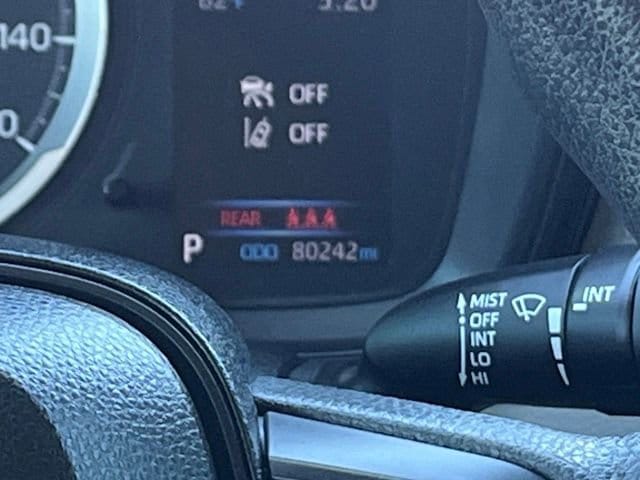 140
OFF
OFF
REAR
P ODO 80242 mi
MIST INT
OFF
INT
LO
HI